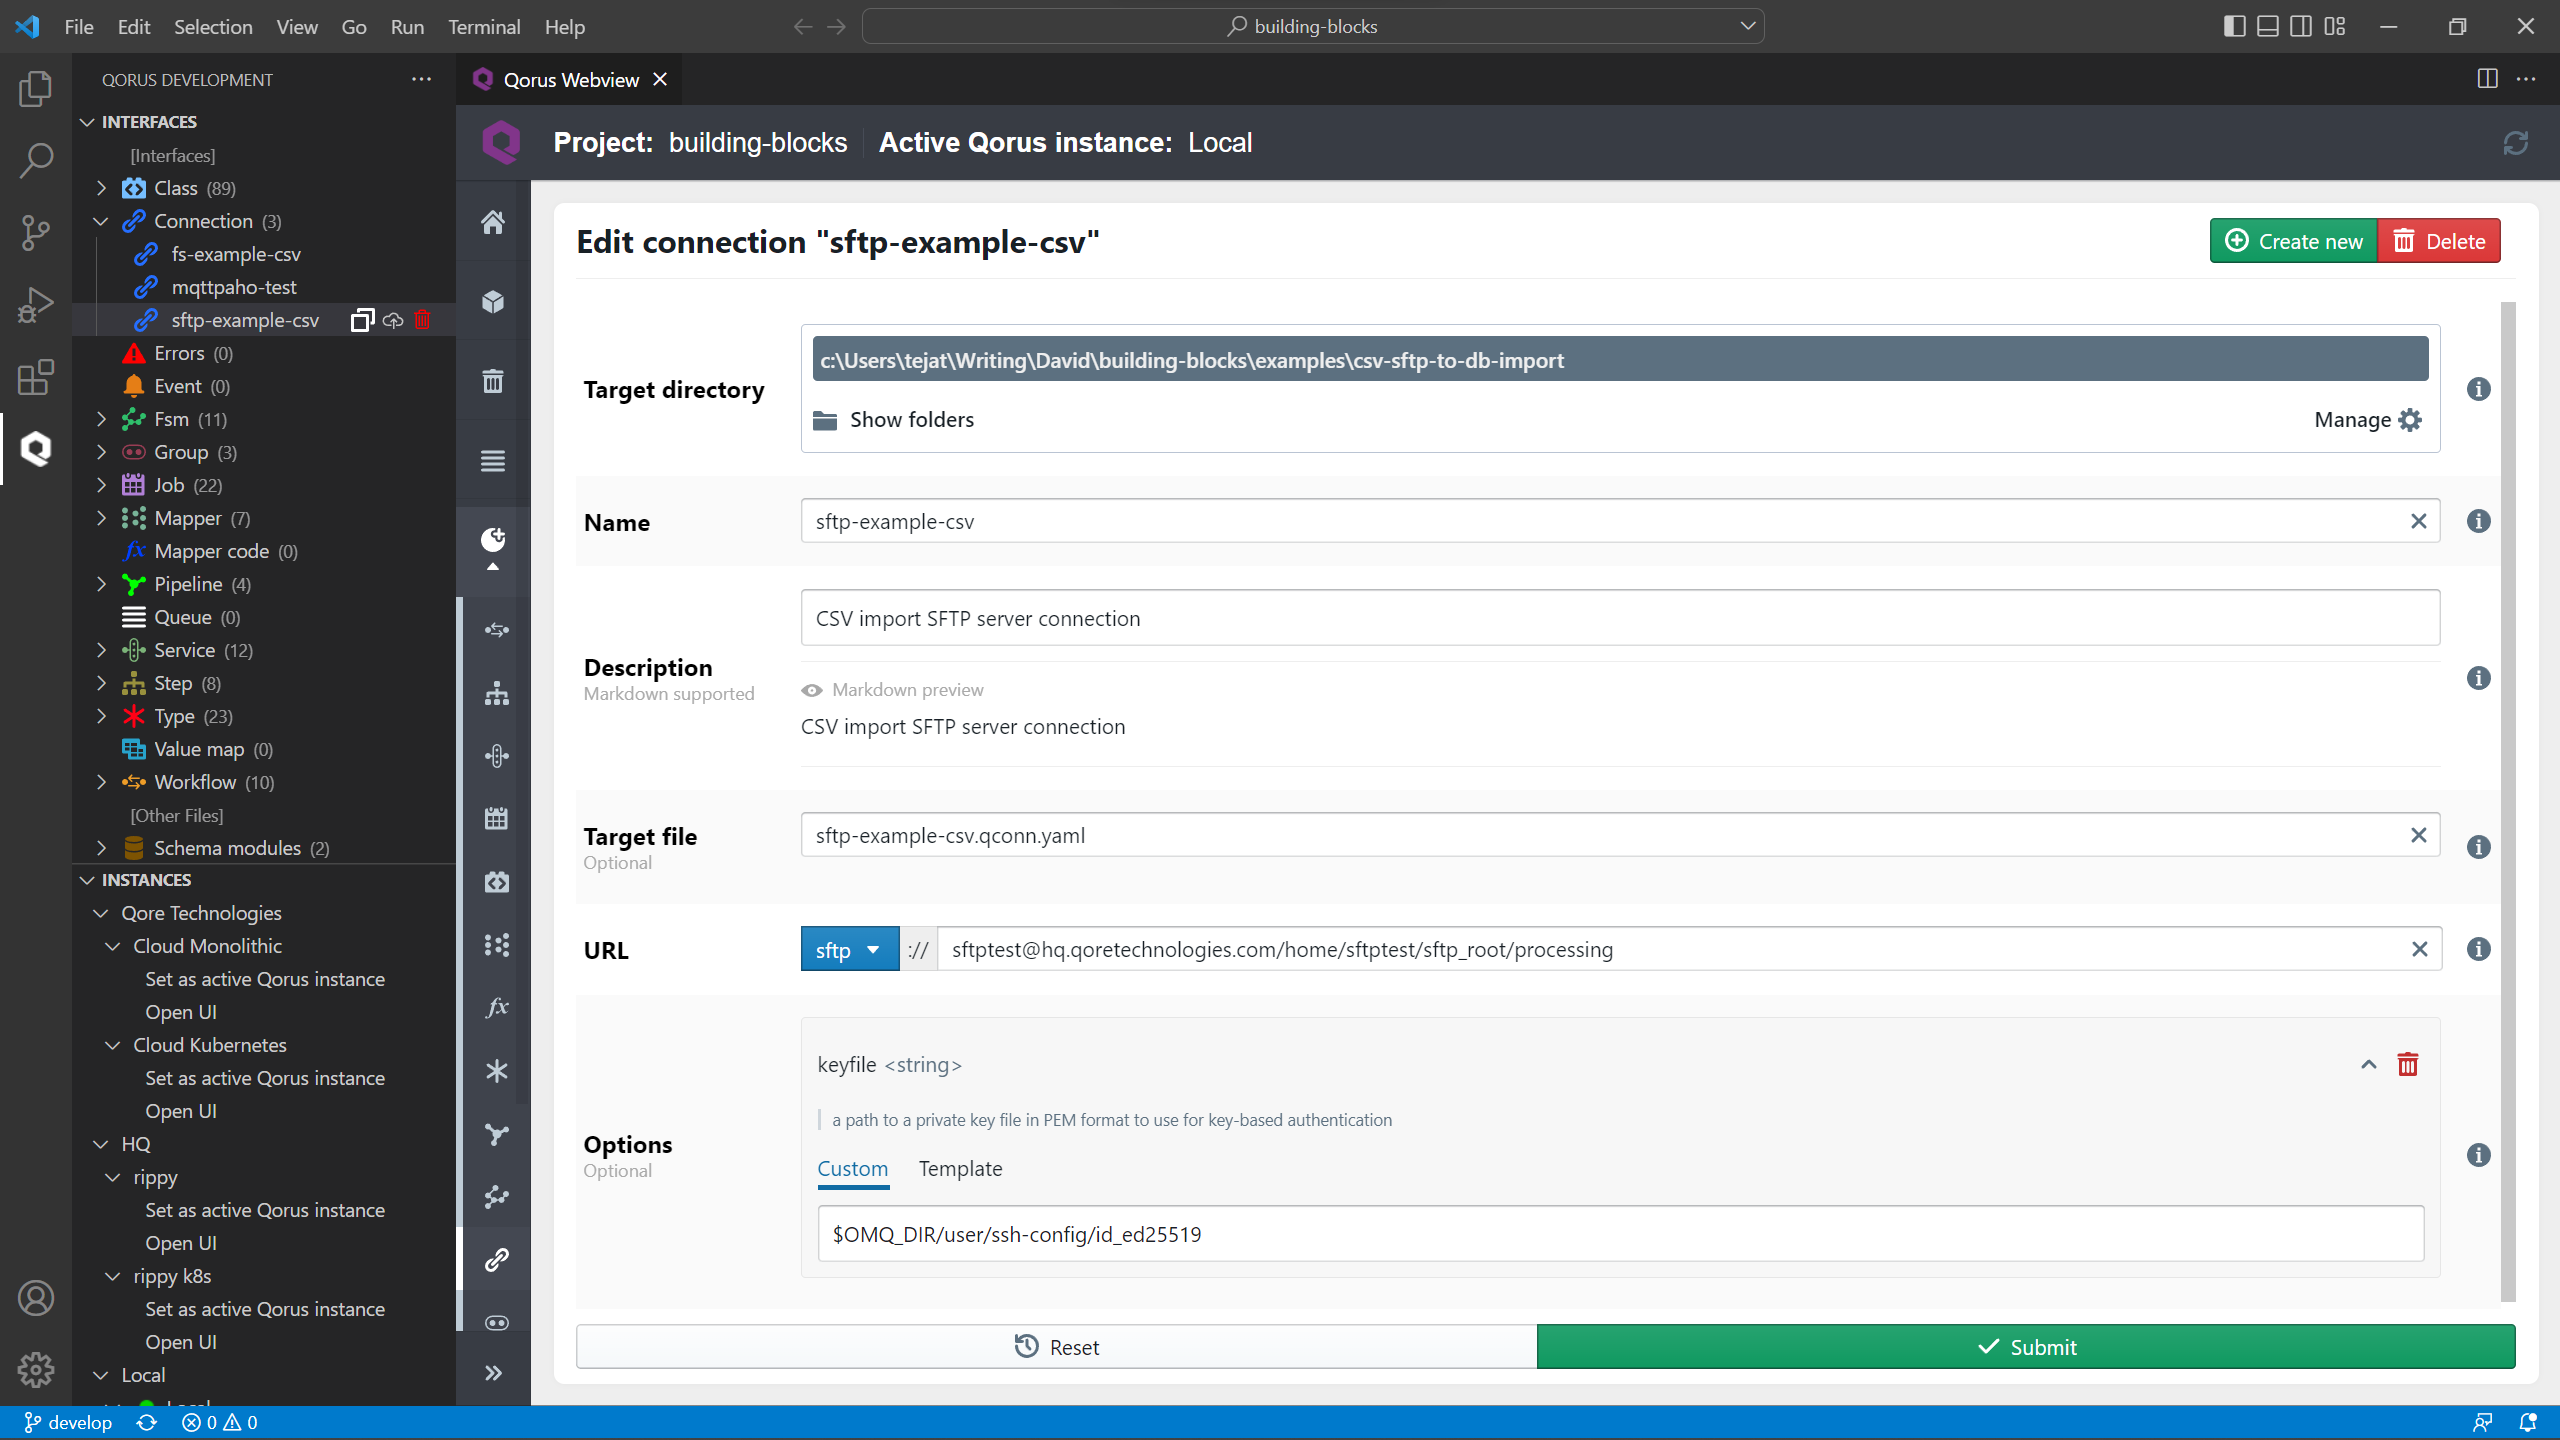 File Edit Selection View Go Run Terminal Help
building-blocks
QORUS DEVELOPMENT
Qorus Webview
INTERFACES
[Interfaces]
Class (89)
Connection (3)
fs-example-csv
mqttpaho-test
sftp-example-csv
Errors (0)
Event (0)
Fsm (11)
Group (3)
Job (22)
Mapper (7)
fx Mapper code (0)
Pipeline (4)
Queue (0)
Service (12)
Step (8)
Type (23)
Value map (0)
Workflow (10)
[Other Files]
Schema modules (2)
INSTANCES
Qore Technologies
Cloud Monolithic
Set as active Qorus instance
Open UI
Cloud Kubernetes
Set as active Qorus instance
Open UI
HQ
rippy
Set as active Qorus instance
Open UI
rippy k8s
Set as active Qorus instance
Open UI
Local
Local
Project: building-blocks Active Qorus instance: Local
fx
Edit connection "sftp-example-csv"
Create new Delete
Target directory
c:\Users\tejat\Writing\David\building-blocks\examples\csv-sftp-to-db-import
Show folders Manage
Name
sftp-example-csv
Description
Markdown supported
CSV import SFTP server connection
Markdown preview
CSV import SFTP server connection
Target file
Optional
sftp-example-csv.qconn.yaml
URL
sftp :// sftptest@hq.qoretechnologies.com/home/sftptest/sftp_root/processing
Options
Optional
keyfile <string>
a path to a private key file in PEM format to use for key-based authentication
Custom Template
$OMQ_DIR/user/ssh-config/id_ed25519
Reset Submit
develop 0 0